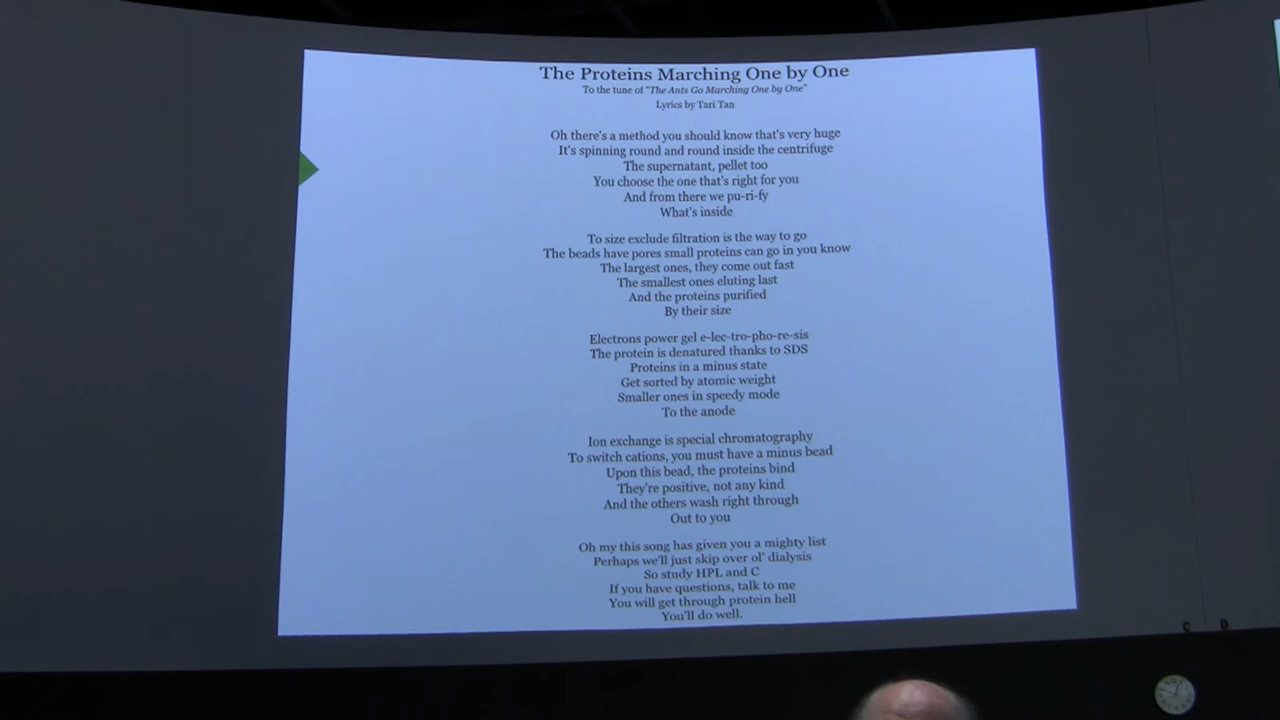 The Proteins Marching One by One
To the tune of "The Ants Go Marching One by One"
Lyrics by Tari Tan
Oh there's a method you should know that's very huge
It's spinning round and round inside the centrifuge
The supernatant, pellet too
You choose the one that's right for you
And from there we pu-ri-fy
What's inside
To size exclude filtration is the way to go
The beads have pores small proteins can go in you know
The largest ones, they come out fast
The smallest ones eluting last
And the proteins purified
By their size
Electrons power gel e-lec-tro-pho-re-sis
The protein is denatured thanks to SDS
Proteins in a minus state
Get sorted by atomic weight
Smaller ones in speedy mode
To the anode
Ion exchange is special chromatography
To switch cations, you must have a minus bead
Upon this bead, the proteins bind
They're positive, not any kind
And the others wash right through
Out to you
Oh my this song has given you a mighty list
Perhaps we'll just skip over ol' dialysis
So study HPL and C
If you have questions, talk to me
You will get through protein hell
You'll do well.
C D